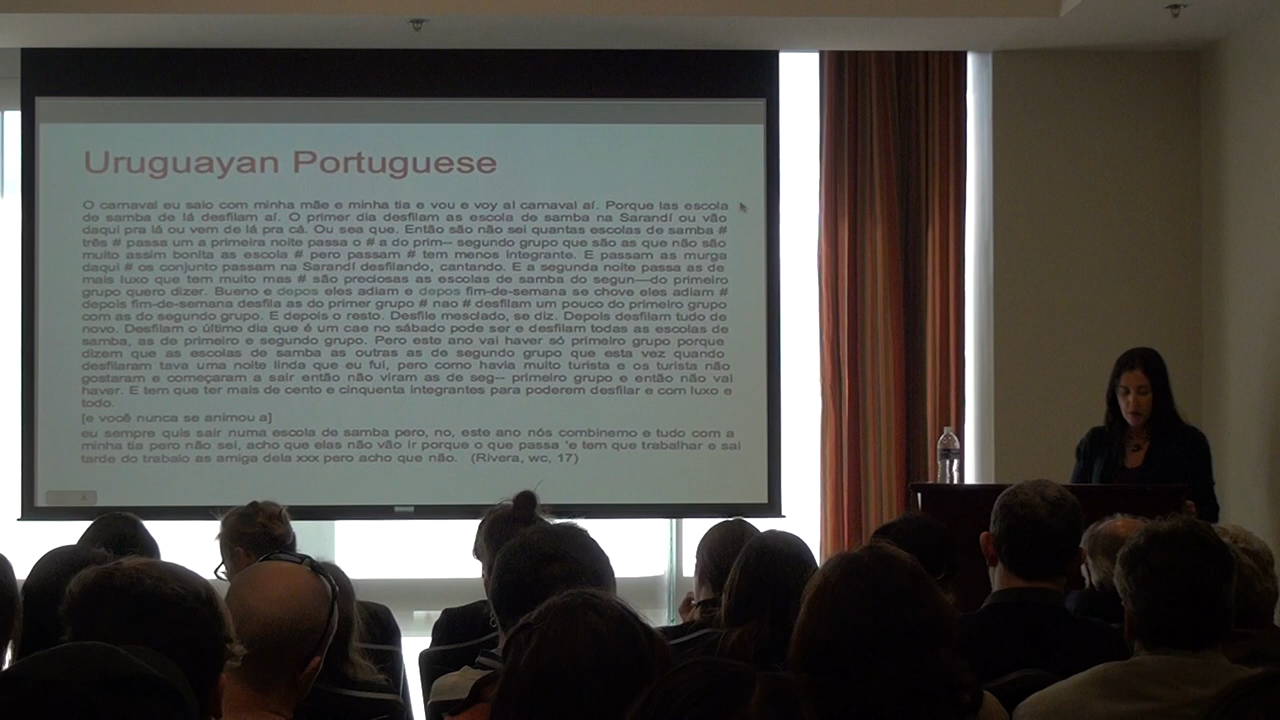 Uruguayan Portuguese
O carnaval eu saio com minha mãe e minha tia e vou e voy al carnaval aí. Porque las escola
de samba de lá desfilam aí. O primer dia desfilam as escola de samba na Sarandí ou vão
daqui pra lá ou vem de lá pra cá. Ou sea que. Então são não sei quantas escolas de samba #
três # passa um a primeira noite passa o # a do prim-- segundo grupo que são as que não são
muito assim bonita as escola # pero passam # tem menos integrante. E passam as murga
daqui # os conjunto passam na Sarandí desfilando, cantando. E a segunda noite passa as de
mais luxo que tem muito mas # são preciosas as escolas de samba do segun—do primeiro
grupo quero dizer. Bueno e depos eles adiam e depos fim-de-semana se chove eles adiam #
depois fim-de-semana desfila as do primer grupo # nao # desfilam um pouco do primeiro grupo
com as do segundo grupo. E depois o resto. Desfile mesclado, se diz. Depois desfilam tudo de
novo. Desfilam o último dia que é um cae no sábado pode ser e desfilam todas as escolas de
samba, as de primeiro e segundo grupo. Pero este ano vai haver só primeiro grupo porque
dizem que as escolas de samba as outras as de segundo grupo que esta vez quando
desfilaram tava uma noite linda que eu fui, pero como havia muito turista e os turista não
gostaram e começaram a sair então não viram as de seg-- primeiro grupo e então não vai
haver. E tem que ter mais de cento e cinquenta integrantes para poderem desfilar e com luxo e
todo.
[e você nunca se animou a]
eu sempre quis sair numa escola de samba pero, no, este ano nós combinemo e tudo com a
minha tia pero não sei, acho que elas não vão ir porque o que passa 'e tem que trabalhar e sai
tarde do trabaio as amiga dela xxx pero acho que não. (Rivera, wc, 17)